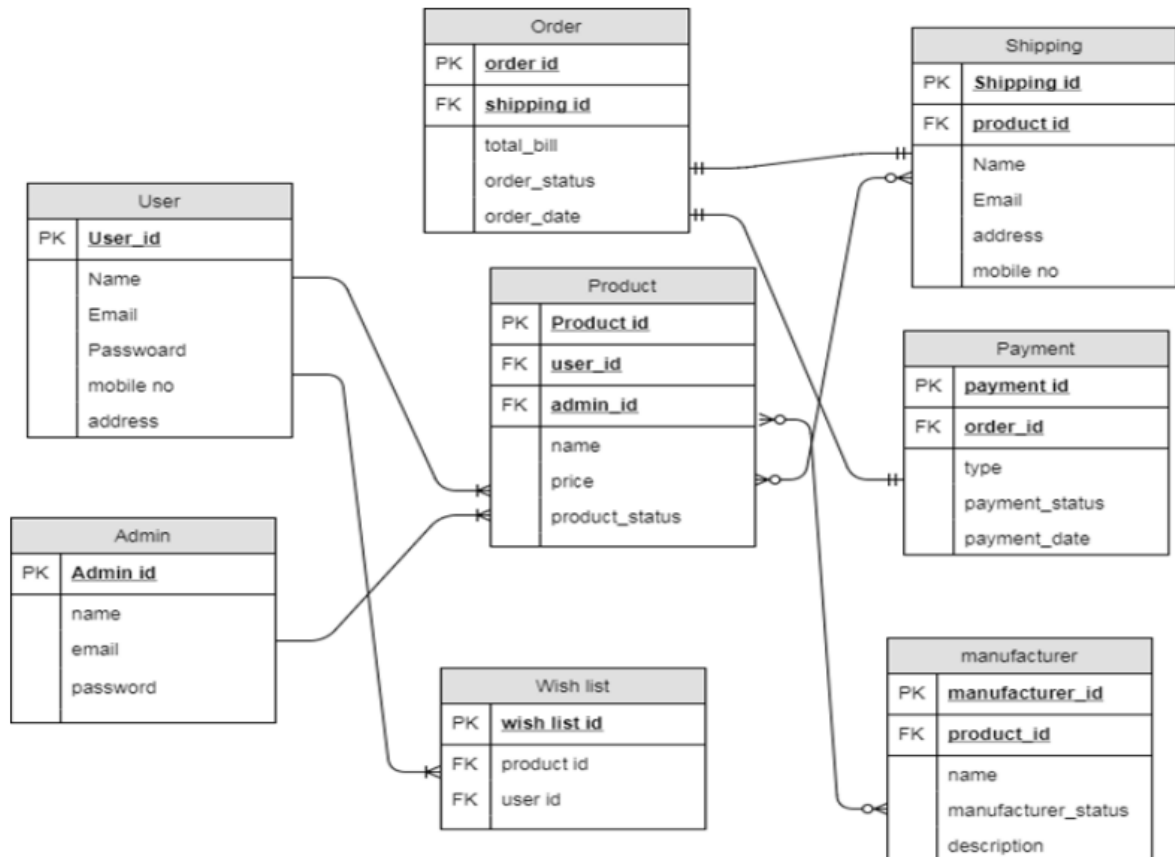 Order
PK order id
FK shipping id
total_bill
order_status
order_date
Shipping
PK Shipping id
FK product id
Name
Email
address
mobile no
User
PK User_id
Name
Email
Passwoard
mobile no
address
Product
PK Product id
FK user_id
FK admin_id
name
price
product_status
Payment
PK payment id
FK order_id
type
payment_status
payment_date
Admin
PK Admin id
name
email
password
Wish list
PK wish list id
FK product id
FK user id
manufacturer
PK manufacturer_id
FK product_id
name
manufacturer_status
description